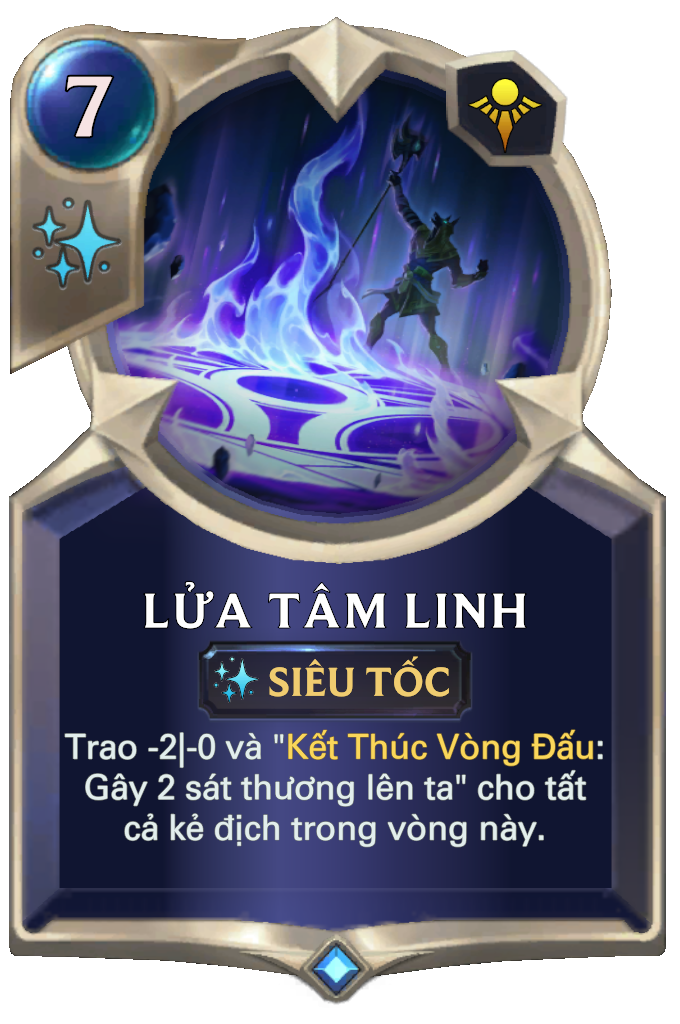 7
LỬA TÂM LINH
SIÊU TỐC
Trao -2|-0 và "Kết Thúc Vòng Đấu:
Gây 2 sát thương lên ta" cho tất
cả kẻ địch trong vòng này.